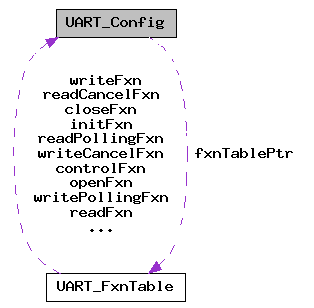 UART_Config
writeFxn
readCancelFxn
closeFxn
initFxn
readPollingFxn
writeCancelFxn
controlFxn
openFxn
writePollingFxn
readFxn
...
fxnTablePtr
UART_FxnTable